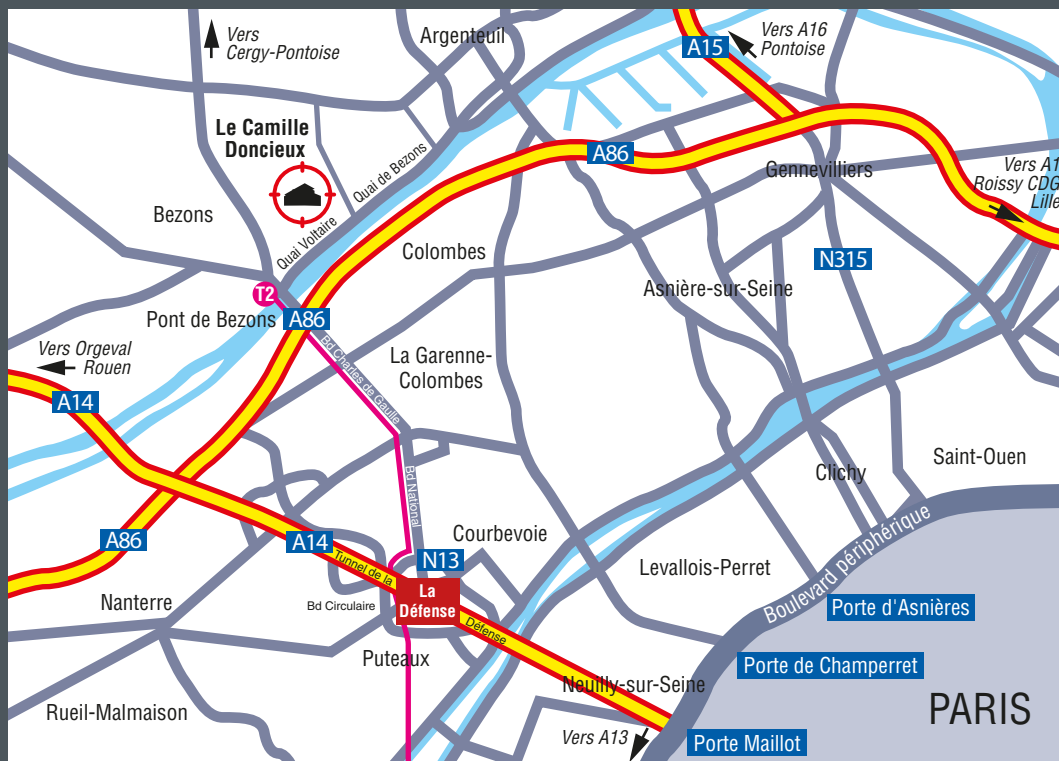 Vers
Cergy-Pontoise
Argenteuil
Vers A16
Pontoise
A15
Le Camille
Doncieux
A86
Quai de Bezons
Gennevilliers
Vers A1
Roissy CDG
Lille
Bezons
Quai Voltaire
Colombes
N315
Asnière-sur-Seine
T2
Pont de Bezons
A86
Vers Orgeval
Rouen
Bd Charles de Gaulle
La Garenne-
Colombes
A14
Bd National
Clichy
Saint-Ouen
A86
A14
Tunnel de la
Courbevoie
N13
Levallois-Perret
Boulevard périphérique
La
Défense
Nanterre
Bd Circulaire
Défense
Porte d'Asnières
Puteaux
Porte de Champerret
Neuilly-sur-Seine
Rueil-Malmaison
PARIS
Vers A13
Porte Maillot